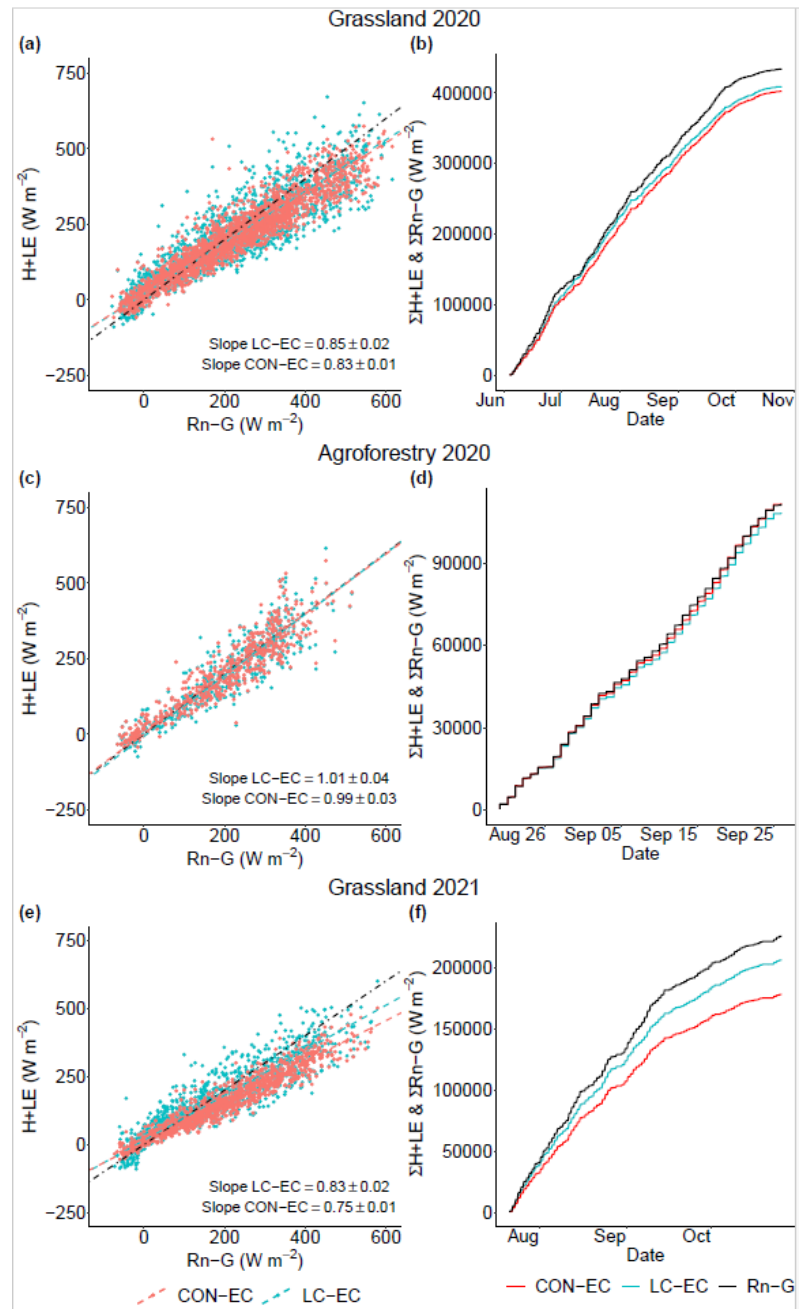 Grassland 2020
(a)
(b)
H+LE (W m⁻²)
750
500
250
0
−250
Slope LC−EC = 0.85 ± 0.02
Slope CON−EC = 0.83 ± 0.01
0 200 400 600
Rn−G (W m⁻²)
ΣH+LE & ΣRn−G (W m⁻²)
400000
300000
200000
100000
0
Jun Jul Aug Sep Oct Nov
Date
Agroforestry 2020
(c)
(d)
H+LE (W m⁻²)
750
500
250
0
−250
Slope LC−EC = 1.01 ± 0.04
Slope CON−EC = 0.99 ± 0.03
0 200 400 600
Rn−G (W m⁻²)
ΣH+LE & ΣRn−G (W m⁻²)
90000
60000
30000
0
Aug 26 Sep 05 Sep 15 Sep 25
Date
Grassland 2021
(e)
(f)
H+LE (W m⁻²)
750
500
250
0
−250
Slope LC−EC = 0.83 ± 0.02
Slope CON−EC = 0.75 ± 0.01
0 200 400 600
Rn−G (W m⁻²)
ΣH+LE & ΣRn−G (W m⁻²)
200000
150000
100000
50000
0
Aug Sep Oct
Date
CON−EC LC−EC
CON−EC LC−EC Rn−G